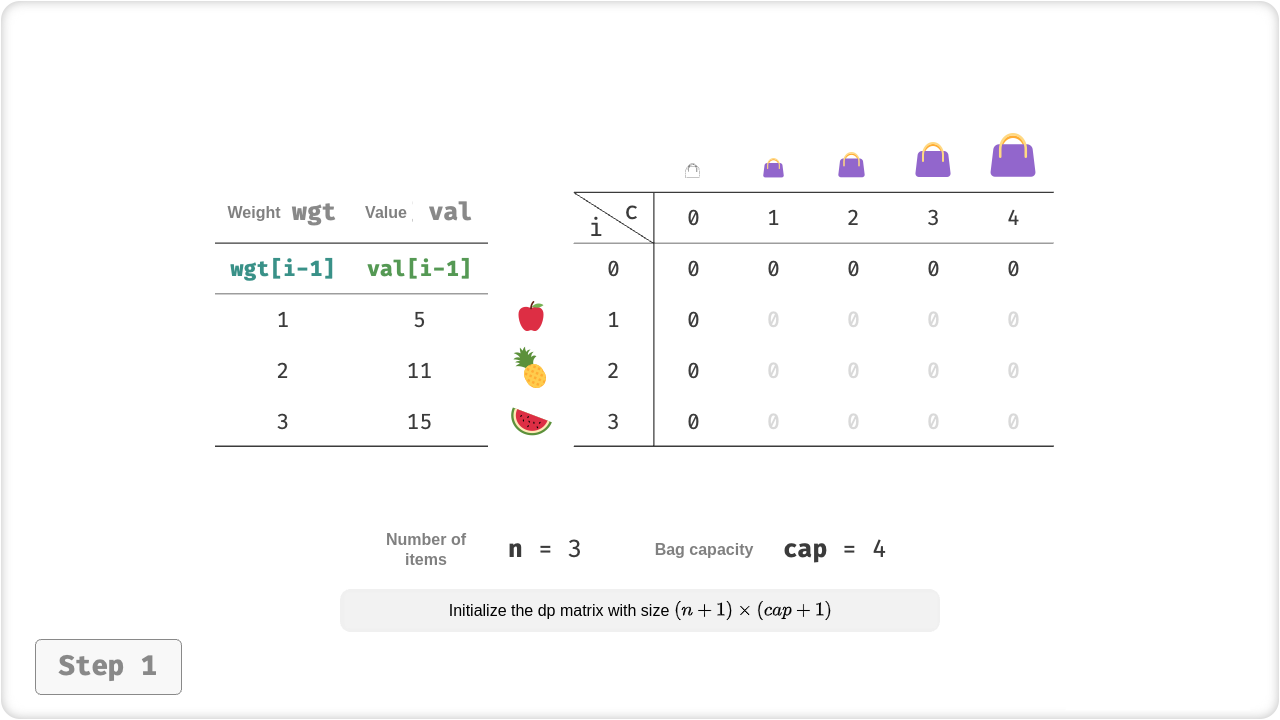 Weight wgt Value val
wgt[i-1] val[i-1]
1 5
2 11
3 15
c
i
0 1 2 3 4
0 0 0 0 0 0
1 0 0 0 0 0
2 0 0 0 0 0
3 0 0 0 0 0
Number of
items
n = 3
Bag capacity cap = 4
Initialize the dp matrix with size (n + 1) × (cap + 1)
Step 1